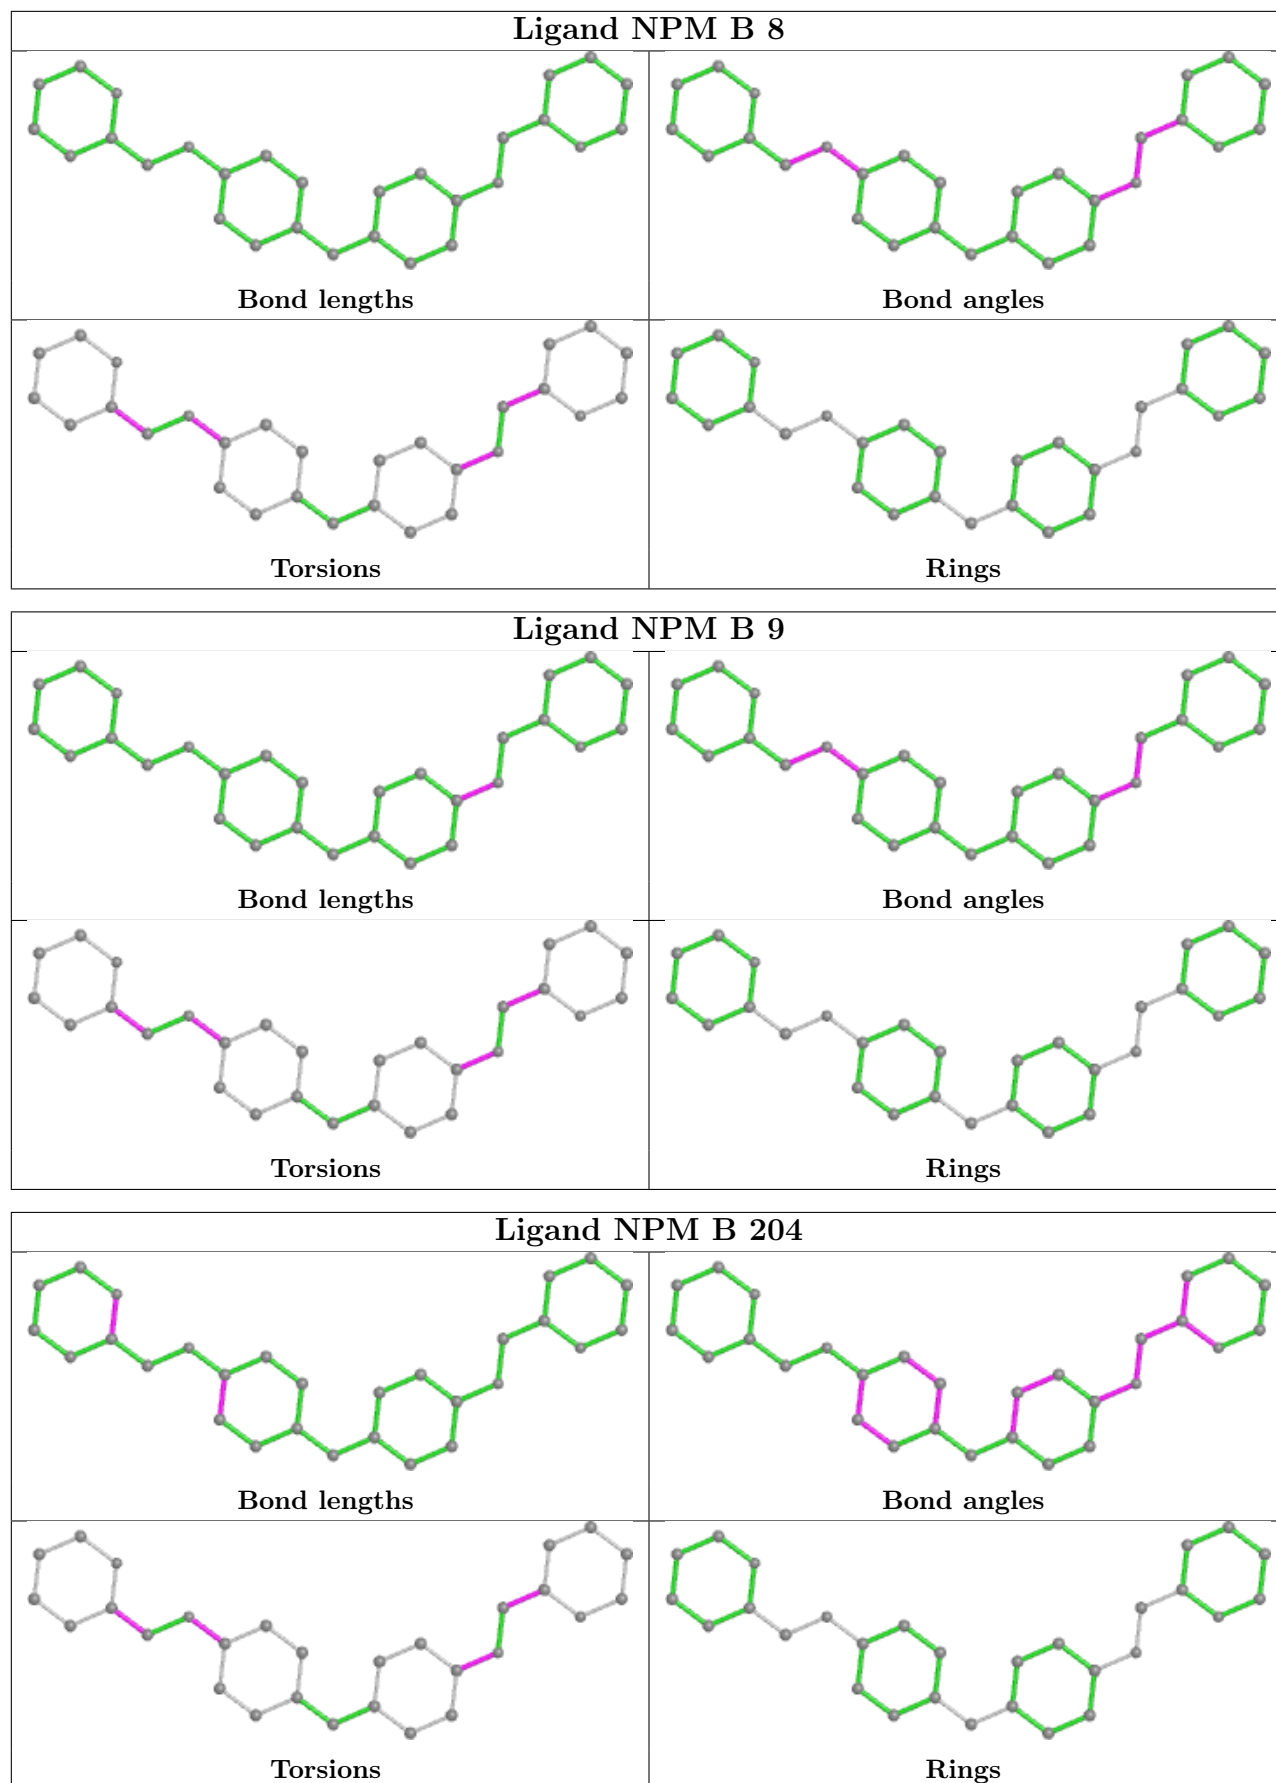 Ligand NPM B 8
Bond lengths
Bond angles
Torsions
Rings
Ligand NPM B 9
Bond lengths
Bond angles
Torsions
Rings
Ligand NPM B 204
Bond lengths
Bond angles
Torsions
Rings